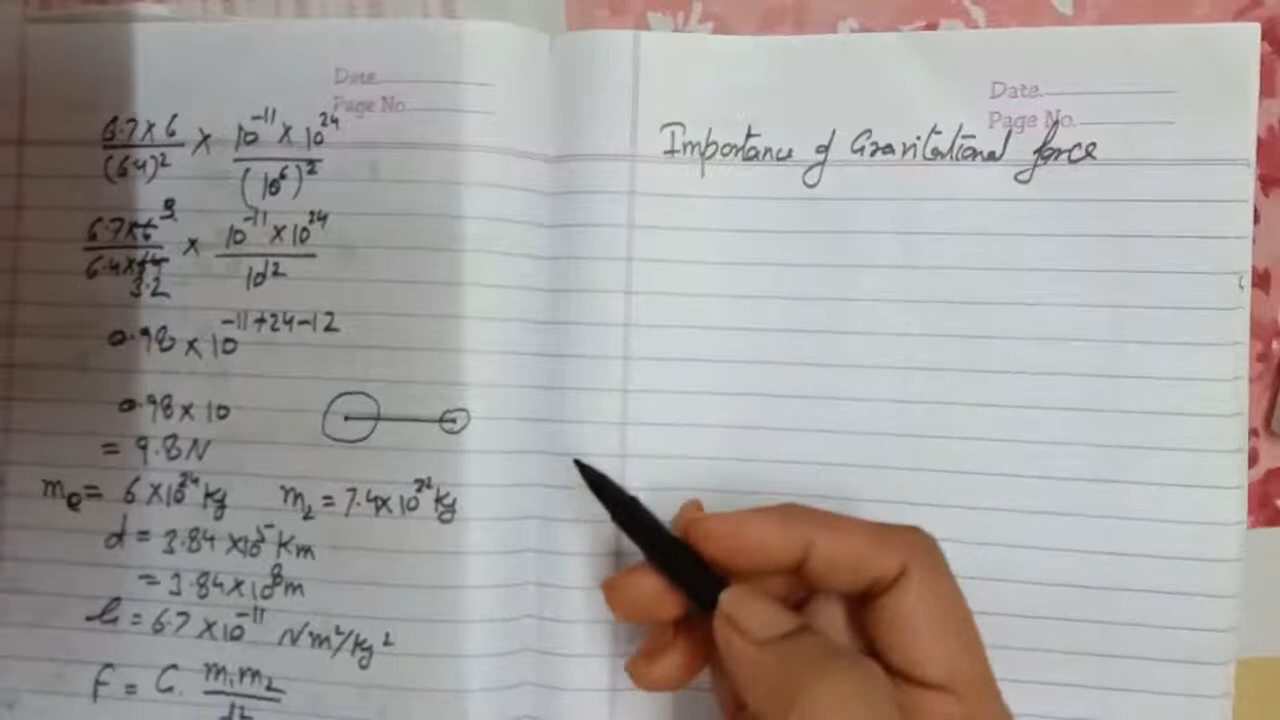 Date
Page No.
6.7 x 6 / (64)² x 10⁻¹¹ x 10²⁴ / (10⁶)²
6.7 x 6 3 / 6.4 x 6.4 3.2 x 10⁻¹¹ x 10²⁴ / 10¹²
0.98 x 10⁻¹¹⁺²⁴⁻¹²
0.98 x 10
= 9.8 N
me = 6 x 10²⁴ kg m₂ = 7.4 x 10²² kg
d = 3.84 x 10⁵ Km
= 3.84 x 10⁸ m
G = 6.7 x 10⁻¹¹ Nm²/kg²
F = G. m₁m₂ / d²
Date.
Page No.
Importance of Gravitational force